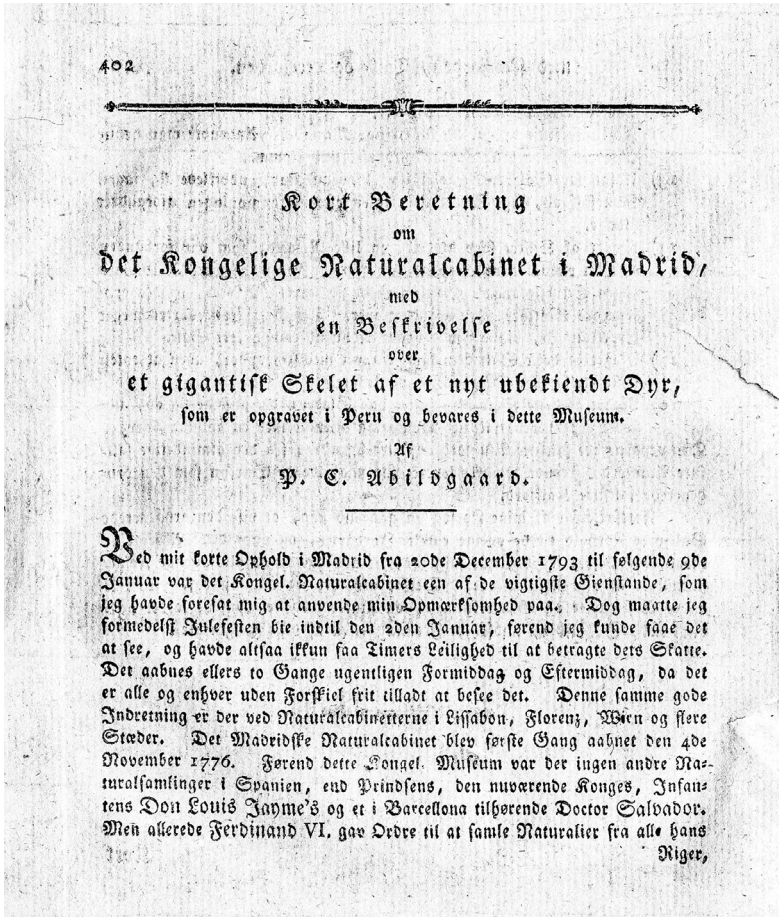 402
Kort Beretning
om
det Kongelige Naturalcabinet i Madrid,
med
en Beskrivelse
over
et gigantisk Skelet af et nyt ubekiendt Dyr,
som er opgravet i Peru og bevares i dette Museum.
Af
P. C. Abildgaard.
Ved mit korte Ophold i Madrid fra 20de December 1793 til følgende 9de
Januar var det Kongel. Naturalcabinet een af de vigtigste Gienstande, som
jeg havde foresat mig at anvende min Opmærksomhed paa. Dog maatte jeg
formedelst Julefesten bie indtil den 2den Januar, førend jeg kunde faae det
at see, og havde altsaa ikkun faa Timers Leilighed til at betragte dets Skatte.
Det aabnes ellers to Gange ugentligen Formiddag og Eftermiddag, da det
er alle og enhver uden Forskiel frit tilladt at besee det. Denne samme gode
Indretning er der ved Naturalcabinetterne i Lissabon, Florenz, Wien og flere
Stæder. Det Madridske Naturalcabinet blev første Gang aabnet den 4de
November 1776. Førend dette Kongel. Museum var der ingen andre Na-
turalsamlinger i Spanien, end Prindsens, den nuværende Konges, Infan-
tens Don Louis Jayme's og et i Barcellona tilhørende Doctor Salvador.
Men allerede Ferdinand VI. gav Ordre til at samle Naturalier fra alle hans
Riger,